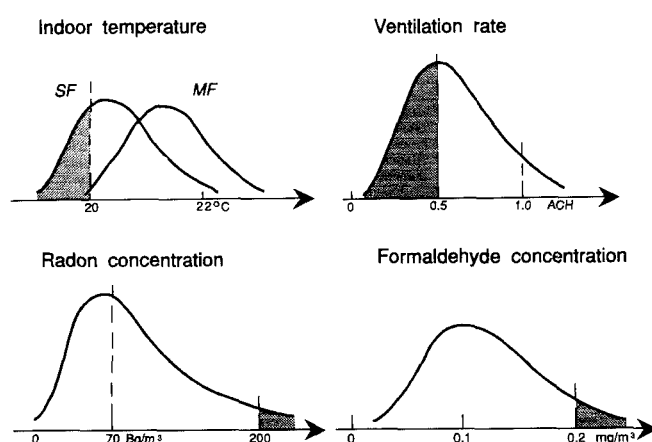 Indoor temperature
SF
MF
20
22°C
Ventilation rate
0
0.5
1.0
ACH
Radon concentration
0
70 Bq/m³
200
Formaldehyde concentration
0
0.1
0.2 mg/m³